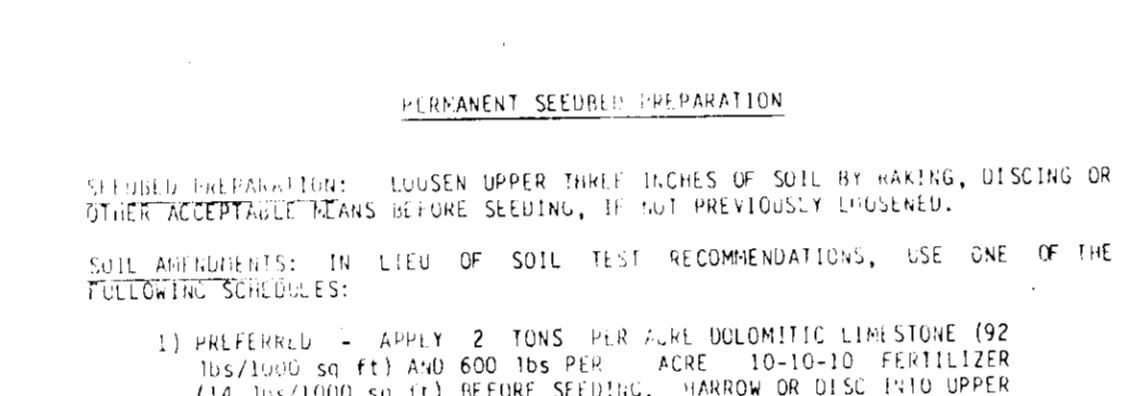 PERMANENT SEEDBED PREPARATION
SEEDBED PREPARATION: LOOSEN UPPER THREE INCHES OF SOIL BY RAKING, DISCING OR
OTHER ACCEPTABLE MEANS BEFORE SEEDING, IF NOT PREVIOUSLY LOOSENED.
SOIL AMENDMENTS: IN LIEU OF SOIL TEST RECOMMENDATIONS, USE ONE OF THE
FOLLOWING SCHEDULES:
1) PREFERRED - APPLY 2 TONS PER ACRE DOLOMITIC LIMESTONE (92
lbs/1000 sq ft) AND 600 lbs PER ACRE 10-10-10 FERTILIZER
(14 lbs/1000 sq ft) BEFORE SEEDING. HARROW OR DISC INTO UPPER